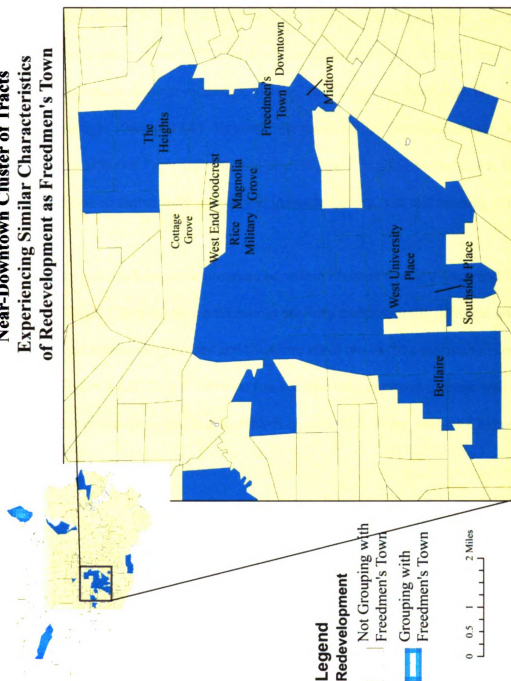 Near-Downtown Cluster of Tracts
Experiencing Similar Characteristics
of Redevelopment as Freedmen's Town
The
Heights
Cottage
Grove
West End/Woodcrest
Rice
Military
Magnolia
Grove
Freedmen's
Town
Downtown
Midtown
West University
Place
Southside Place
Bellaire
Legend
Redevelopment
Not Grouping with
Freedmen's Town
Grouping with
Freedmen's Town
0 0.5 1 2 Miles